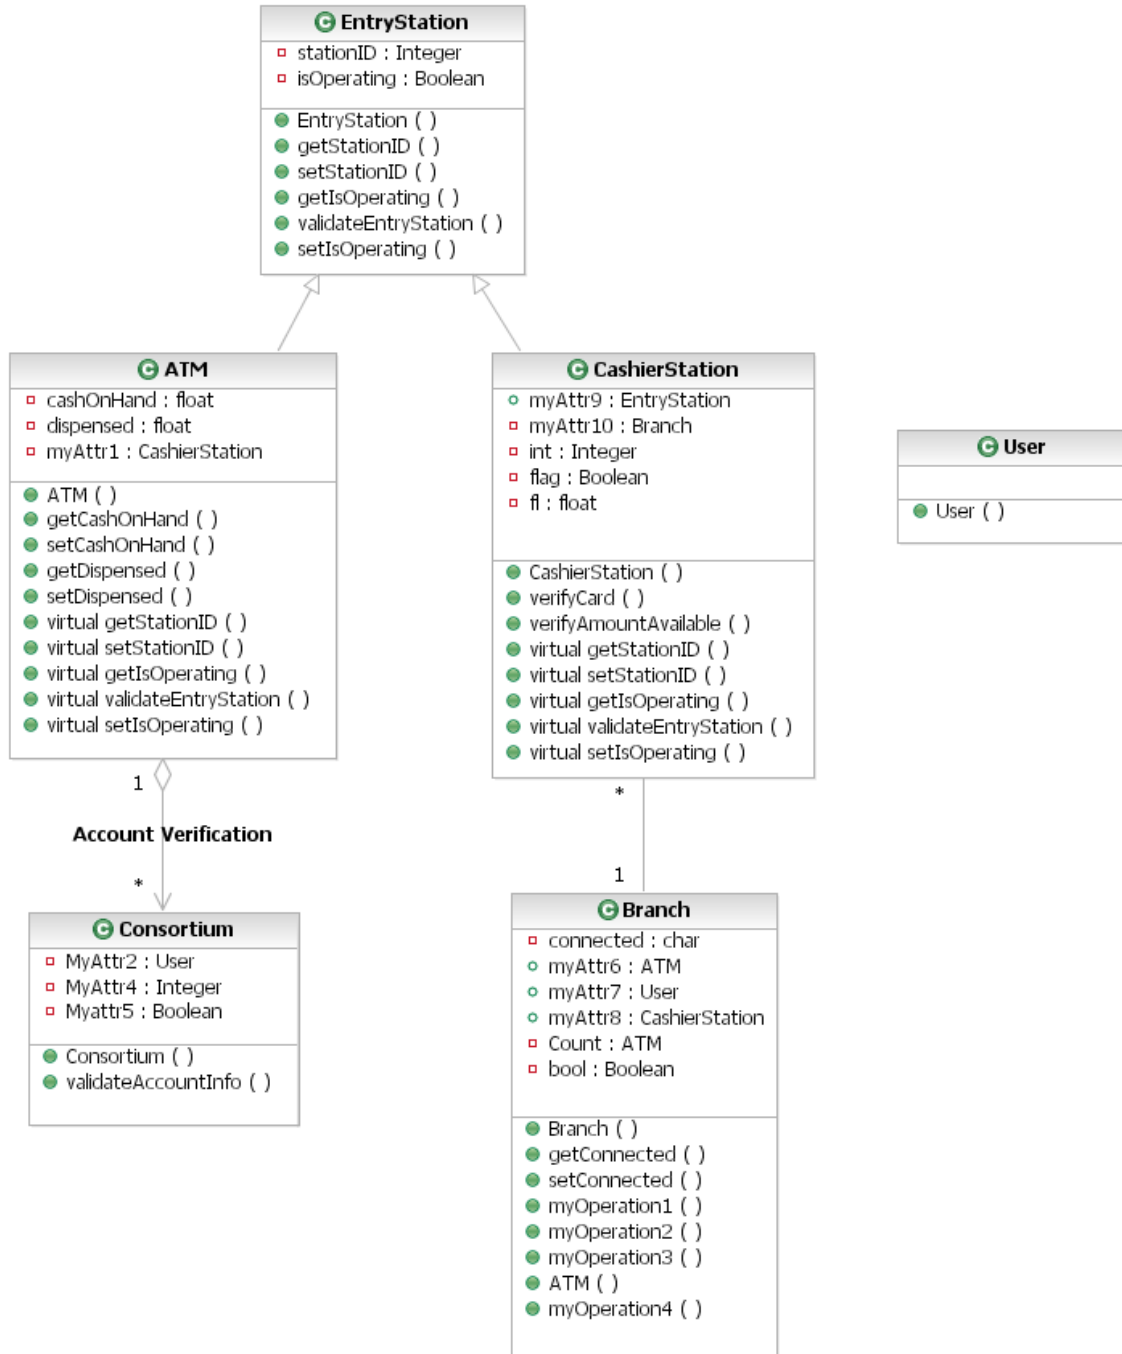 EntryStation
stationID : Integer
isOperating : Boolean
EntryStation ( )
getStationID ( )
setStationID ( )
getIsOperating ( )
validateEntryStation ( )
setIsOperating ( )
ATM
cashOnHand : float
dispensed : float
myAttr1 : CashierStation
ATM ( )
getCashOnHand ( )
setCashOnHand ( )
getDispensed ( )
setDispensed ( )
virtual getStationID ( )
virtual setStationID ( )
virtual getIsOperating ( )
virtual validateEntryStation ( )
virtual setIsOperating ( )
CashierStation
myAttr9 : EntryStation
myAttr10 : Branch
int : Integer
flag : Boolean
fl : float
CashierStation ( )
verifyCard ( )
verifyAmountAvailable ( )
virtual getStationID ( )
virtual setStationID ( )
virtual getIsOperating ( )
virtual validateEntryStation ( )
virtual setIsOperating ( )
User
User ( )
1
Account Verification
*
*
1
Consortium
MyAttr2 : User
MyAttr4 : Integer
Myattr5 : Boolean
Consortium ( )
validateAccountInfo ( )
Branch
connected : char
myAttr6 : ATM
myAttr7 : User
myAttr8 : CashierStation
Count : ATM
bool : Boolean
Branch ( )
getConnected ( )
setConnected ( )
myOperation1 ( )
myOperation2 ( )
myOperation3 ( )
ATM ( )
myOperation4 ( )